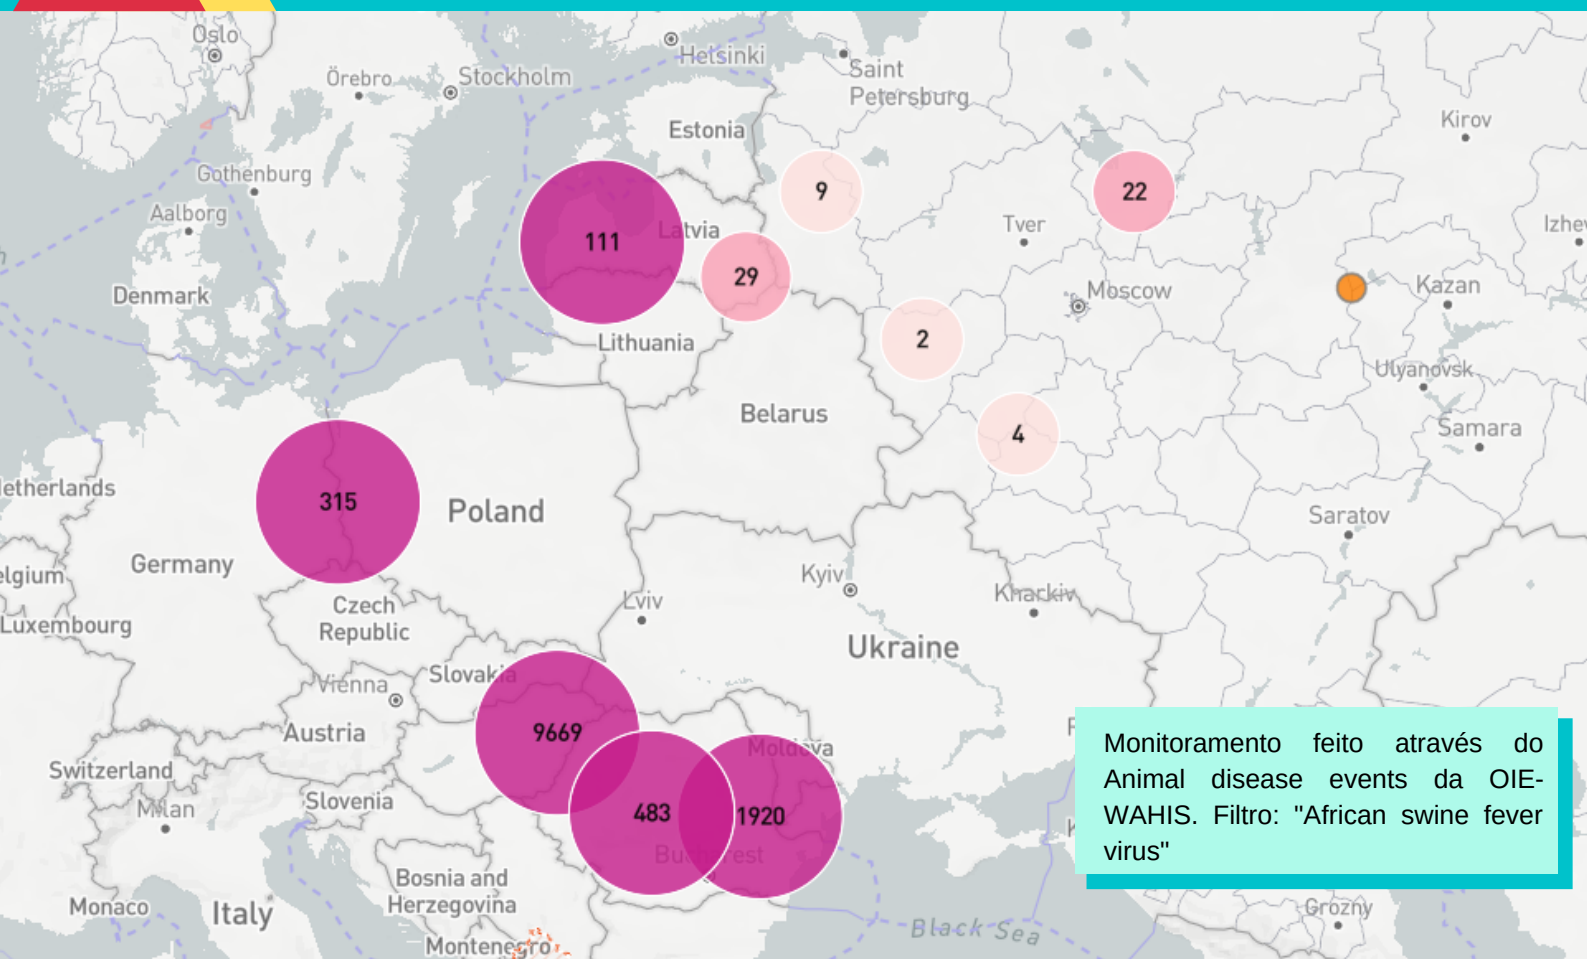 Oslo
Helsinki
Örebro
Stockholm
Saint
Petersburg
Estonia
Kirov
Gothenburg
9
22
Aalborg
111
Latvia
Tver
29
Denmark
Moscow
Kazan
Lithuania
2
Ulyanovsk
Belarus
4
Samara
315
Poland
Saratov
Germany
Kyiv
Kharkiv
Czech
Republic
Lviv
Luxembourg
Ukraine
Slovakia
Vienna
Austria
9669
Moldova
Switzerland
Slovenia
Milan
483
1920
Bucharest
Bosnia and
Herzegovina
Monaco
Italy
Montenegro
Black Sea
Grozny
Monitoramento feito através do
Animal disease events da OIE-
WAHIS. Filtro: "African swine fever
virus"